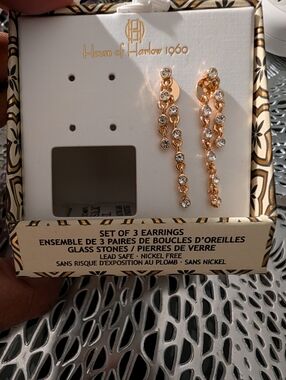 House of Harlow 1960
SET OF 3 EARRINGS
ENSEMBLE DE 3 PAIRES DE BOUCLES D'OREILLES
GLASS STONES / PIERRES DE VERRE
LEAD SAFE · NICKEL FREE
SANS RISQUE D'EXPOSITION AU PLOMB · SANS NICKEL